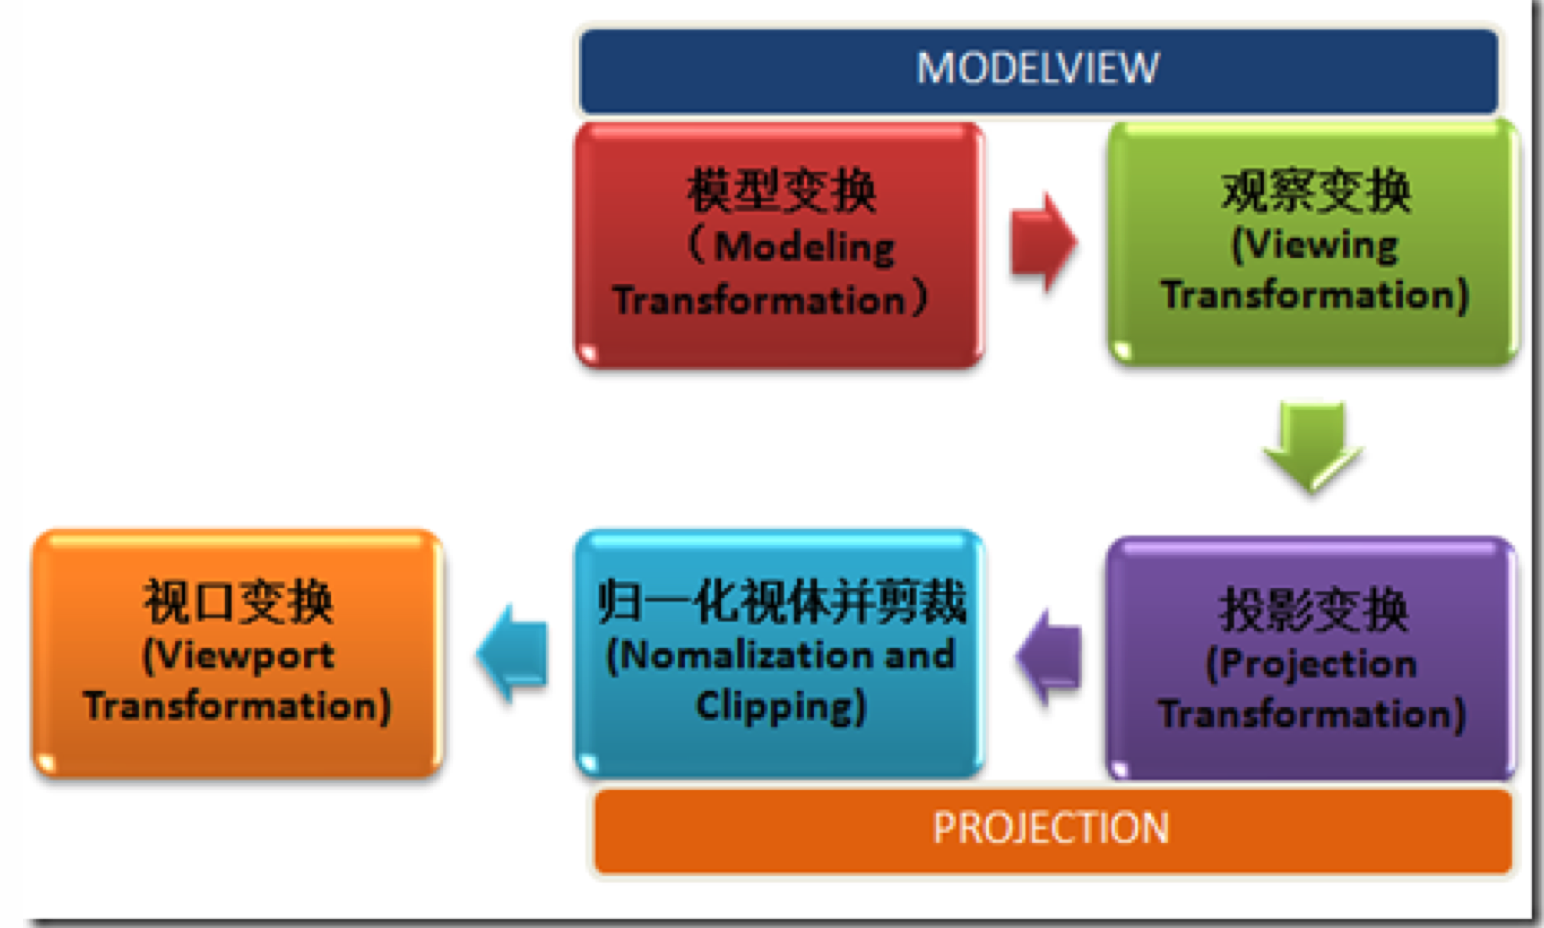 MODELVIEW
模型变换
（Modeling
Transformation）
观察变换
(Viewing
Transformation)
投影变换
(Projection
Transformation)
归一化视体并剪裁
(Nomalization and
Clipping)
视口变换
(Viewport
Transformation)
PROJECTION